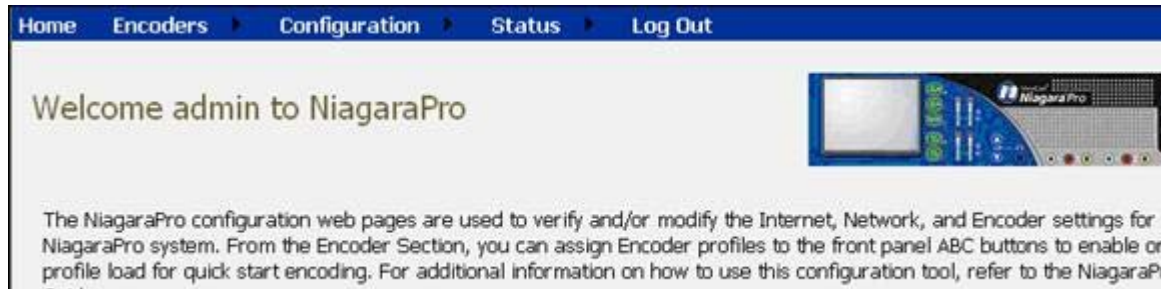 Home Encoders Configuration Status Log Out
Welcome admin to NiagaraPro
Niagara Pro
The NiagaraPro configuration web pages are used to verify and/or modify the Internet, Network, and Encoder settings for
NiagaraPro system. From the Encoder Section, you can assign Encoder profiles to the front panel ABC buttons to enable
profile load for quick start encoding. For additional information on how to use this configuration tool, refer to the